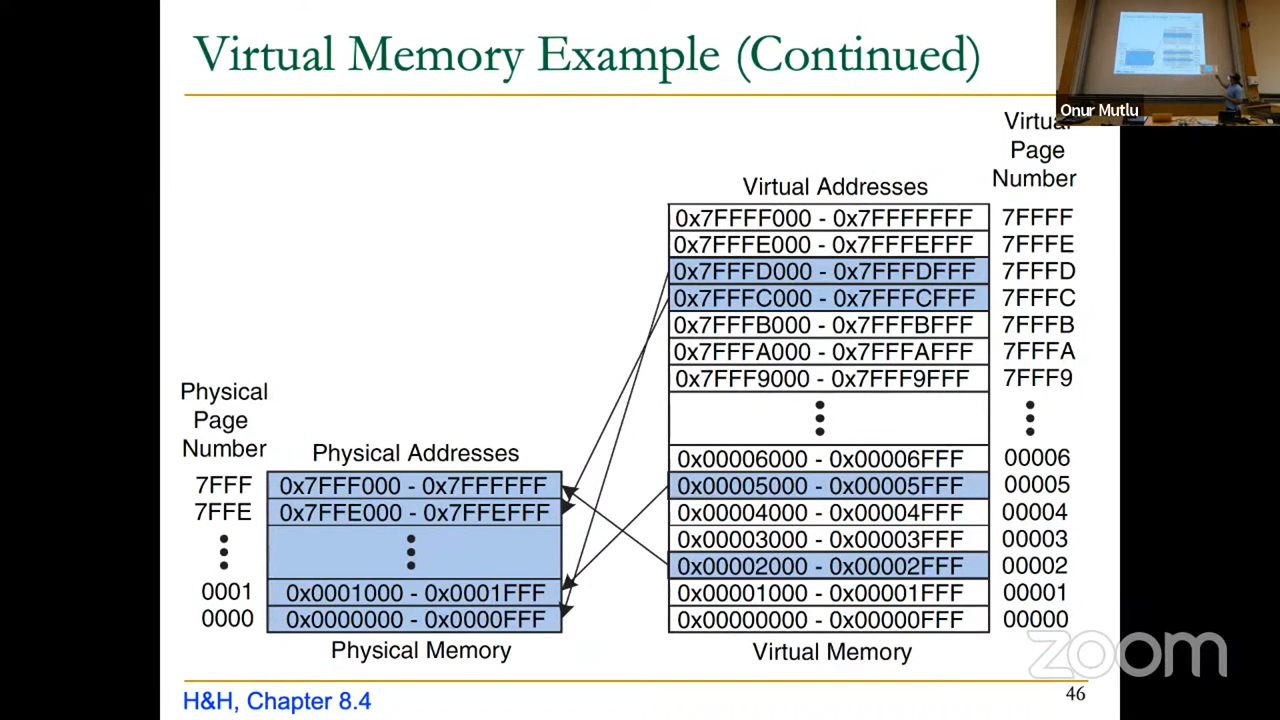 Virtual Memory Example (Continued)
Onur Mutlu
Virtual
Page
Number
Virtual Addresses
0x7FFFF000 - 0x7FFFFFFF 7FFFF
0x7FFFE000 - 0x7FFFEFFF 7FFFE
0x7FFFD000 - 0x7FFFDFFF 7FFFD
0x7FFFC000 - 0x7FFFCFFF 7FFFC
0x7FFFB000 - 0x7FFFBFFF 7FFFB
0x7FFFA000 - 0x7FFFAFFF 7FFFA
0x7FFF9000 - 0x7FFF9FFF 7FFF9
0x00006000 - 0x00006FFF 00006
0x00005000 - 0x00005FFF 00005
0x00004000 - 0x00004FFF 00004
0x00003000 - 0x00003FFF 00003
0x00002000 - 0x00002FFF 00002
0x00001000 - 0x00001FFF 00001
0x00000000 - 0x00000FFF 00000
Virtual Memory
Physical
Page
Number
Physical Addresses
7FFF 0x7FFF000 - 0x7FFFFFF
7FFE 0x7FFE000 - 0x7FFEFFF
0001 0x0001000 - 0x0001FFF
0000 0x0000000 - 0x0000FFF
Physical Memory
zoom
H&H, Chapter 8.4
46